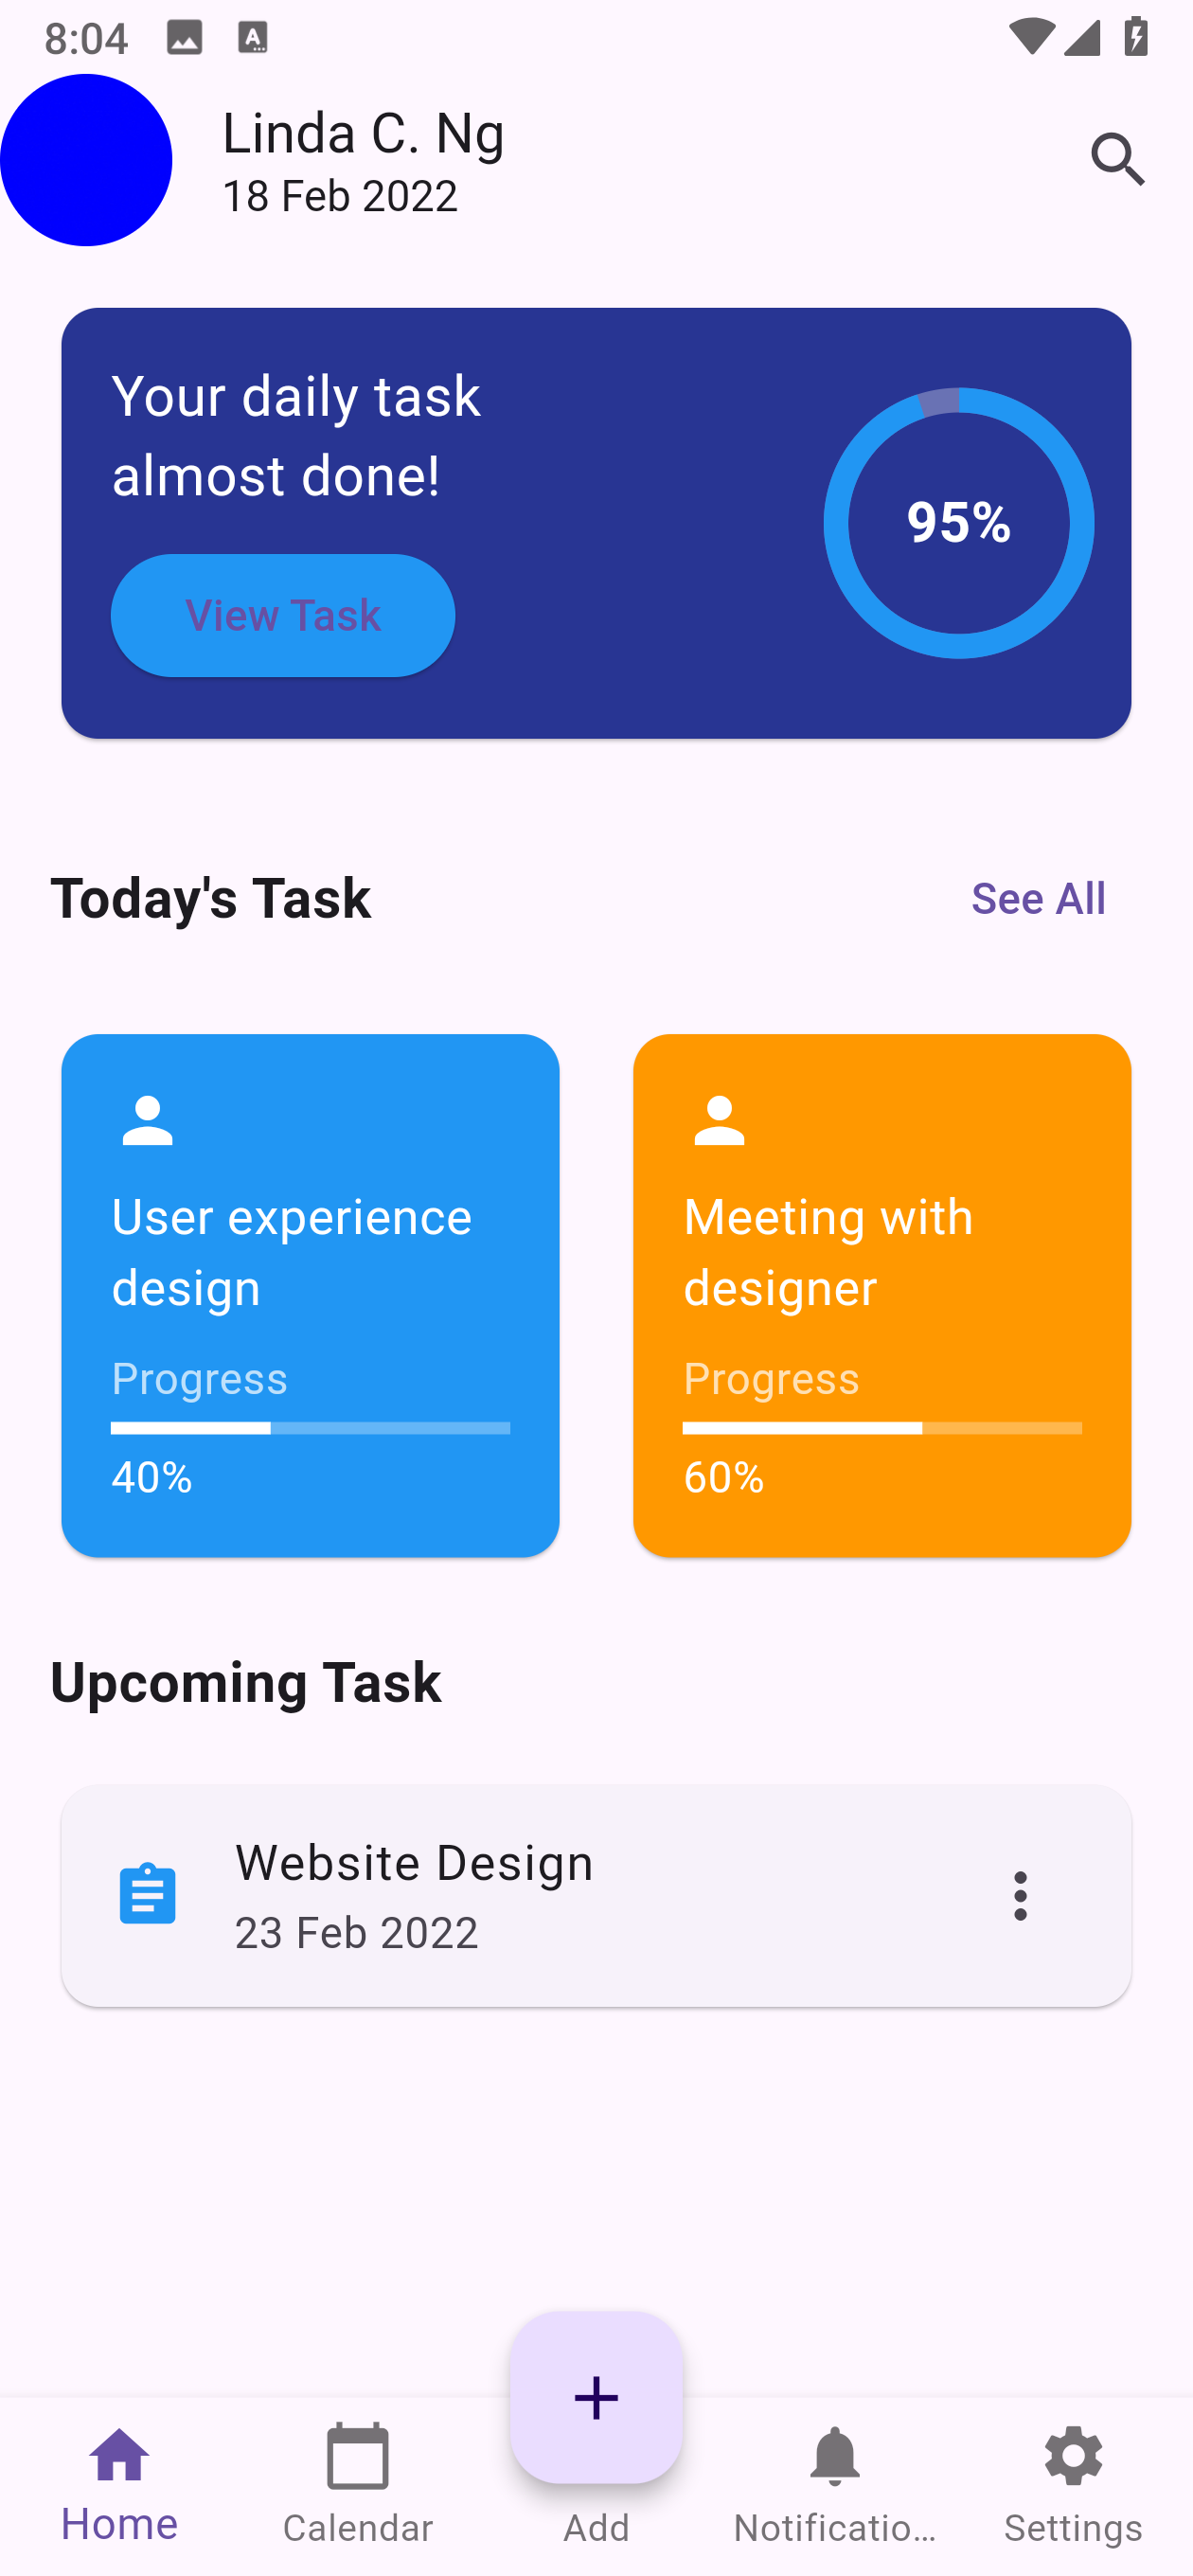 8:04
Linda C. Ng
18 Feb 2022
Your daily task
almost done!
95%
View Task
Today's Task
See All
User experience
design
Progress
40%
Meeting with
designer
Progress
60%
Upcoming Task
Website Design
23 Feb 2022
Home
Calendar
Add
Notificatio…
Settings